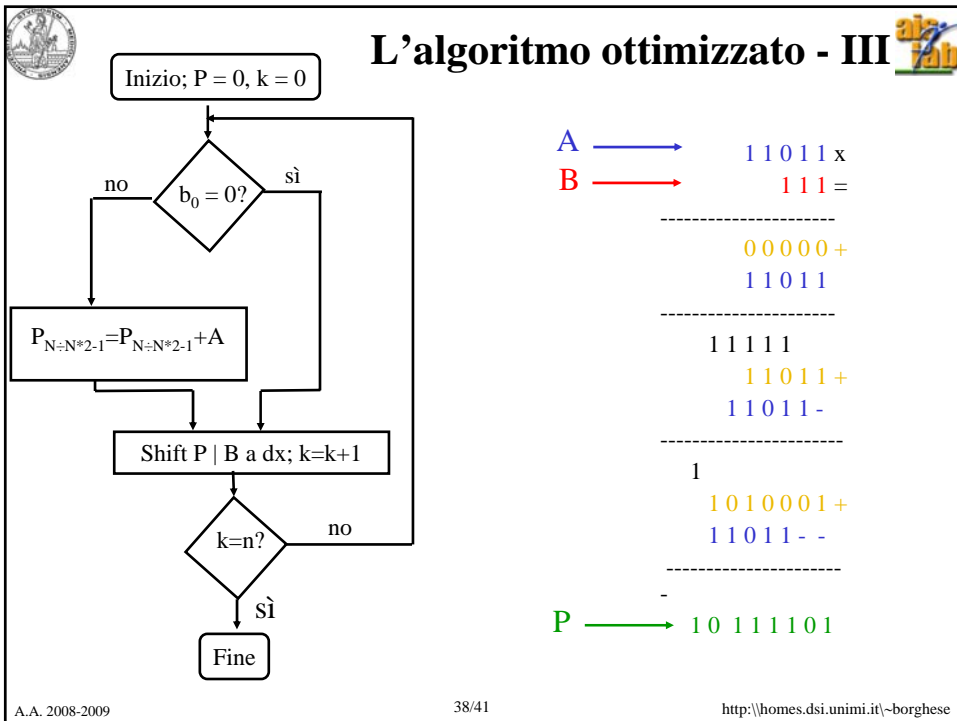 L'algoritmo ottimizzato - III
Inizio; P = 0, k = 0
b₀ = 0?
no
sì
P_{N÷N*2-1}=P_{N÷N*2-1}+A
Shift P | B a dx; k=k+1
k=n?
no
sì
Fine
A
1 1 0 1 1 x
B
1 1 1 =
----------------------
0 0 0 0 0 +
1 1 0 1 1
----------------------
1 1 1 1 1
1 1 0 1 1 +
1 1 0 1 1 -
-----------------------
1
1 0 1 0 0 0 1 +
1 1 0 1 1 - -
----------------------
-
P
1 0 1 1 1 1 0 1
A.A. 2008-2009
38/41
http:\\homes.dsi.unimi.it\~borghese